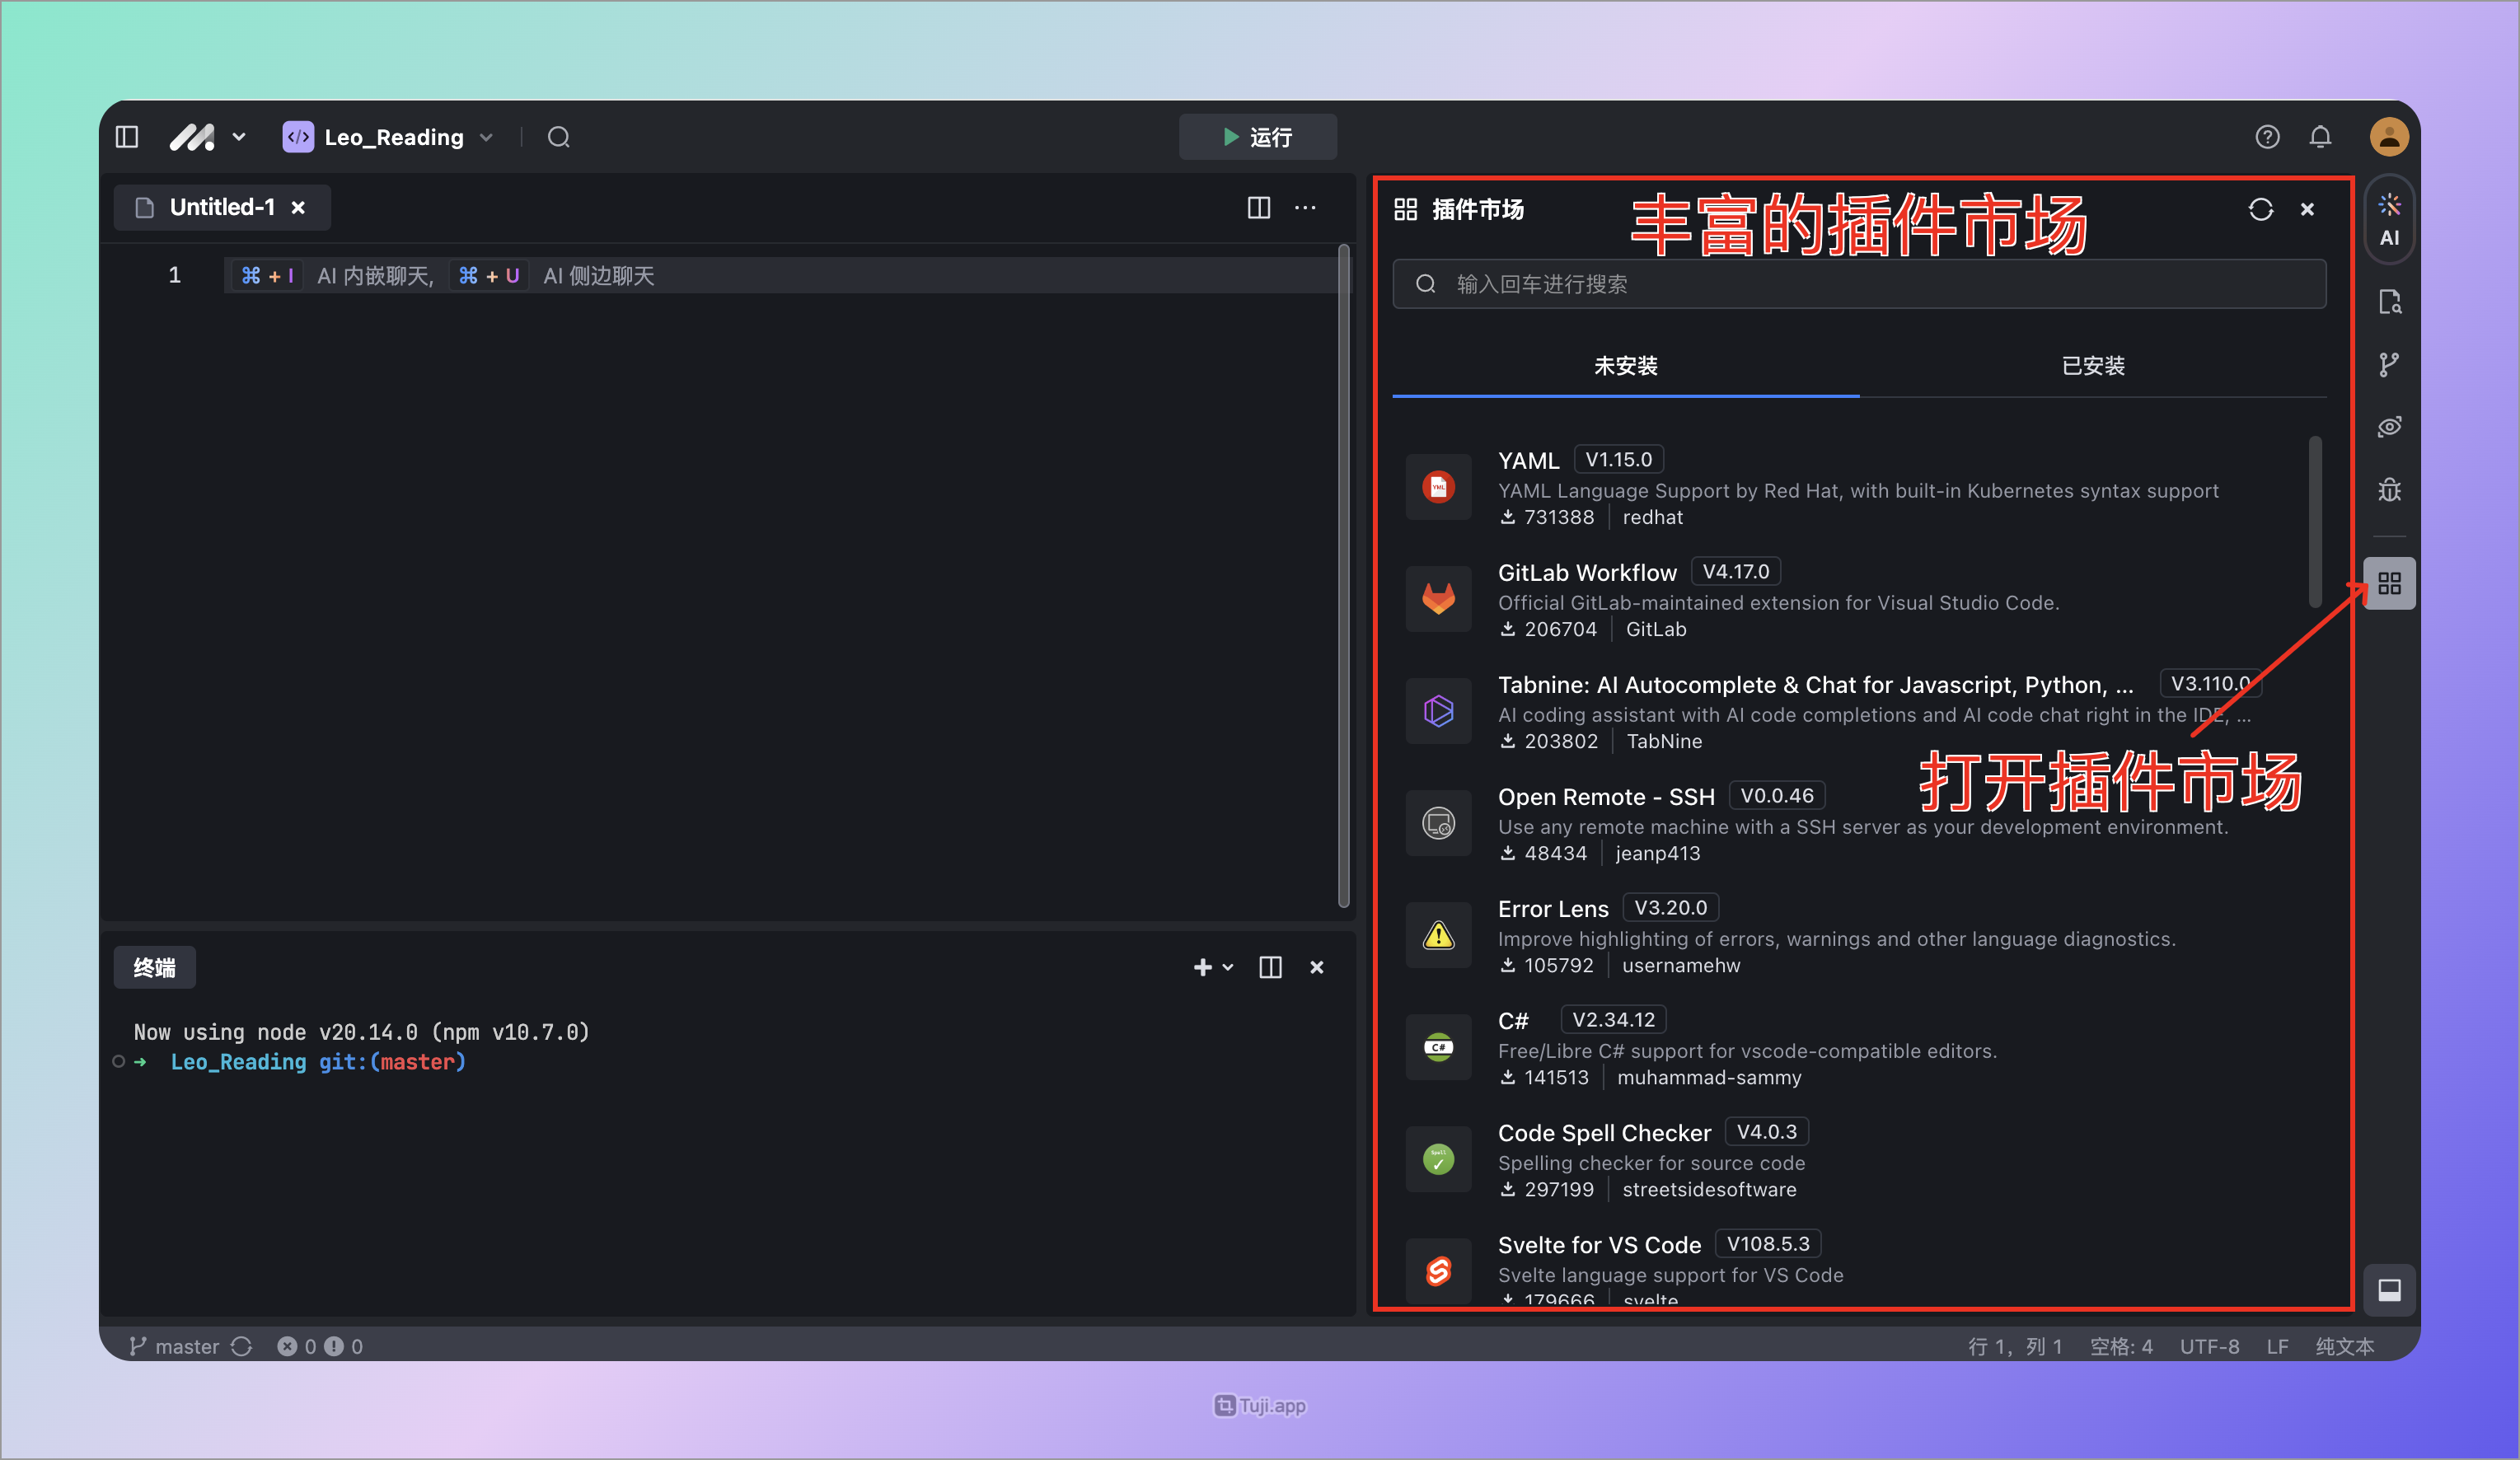 Leo_Reading
运行
Untitled-1
1 ⌘ + I AI 内嵌聊天, ⌘ + U AI 侧边聊天
终端
Now using node v20.14.0 (npm v10.7.0)
➜ Leo_Reading git:(master)
插件市场
丰富的插件市场
输入回车进行搜索
未安装 已安装
YAML V1.15.0
YAML Language Support by Red Hat, with built-in Kubernetes syntax support
731388 redhat
GitLab Workflow V4.17.0
Official GitLab-maintained extension for Visual Studio Code.
206704 GitLab
Tabnine: AI Autocomplete & Chat for Javascript, Python, ... V3.110.0
AI coding assistant with AI code completions and AI code chat right in the IDE, ...
203802 TabNine
打开插件市场
Open Remote - SSH V0.0.46
Use any remote machine with a SSH server as your development environment.
48434 jeanp413
Error Lens V3.20.0
Improve highlighting of errors, warnings and other language diagnostics.
105792 usernamehw
C# V2.34.12
Free/Libre C# support for vscode-compatible editors.
141513 muhammad-sammy
Code Spell Checker V4.0.3
Spelling checker for source code
297199 streetsidesoftware
Svelte for VS Code V108.5.3
Svelte language support for VS Code
179666 svelte
AI
YML
C#
Spell
master 0 0
行 1, 列 1 空格: 4 UTF-8 LF 纯文本
Tuji.app